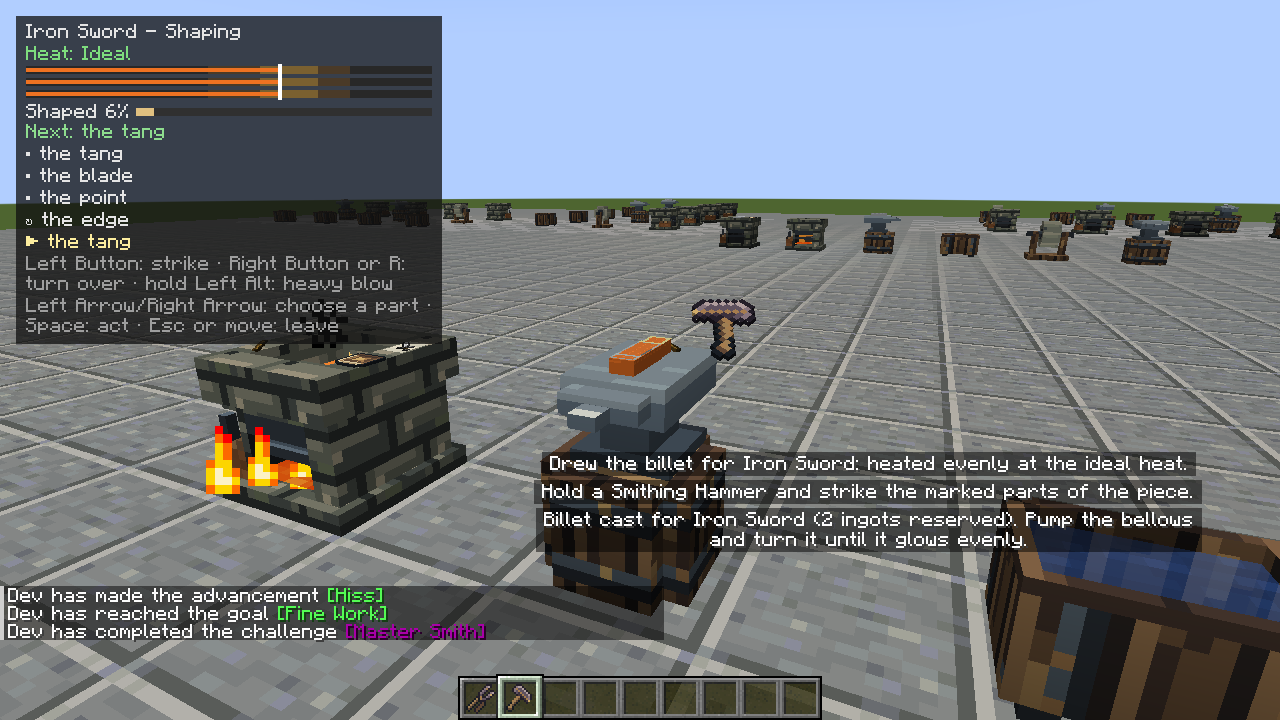 Iron Sword - Shaping
Heat: Ideal
Shaped 6%
Next: the tang
• the tang
• the blade
• the point
↻ the edge
► the tang
Left Button: strike · Right Button or R:
turn over · hold Left Alt: heavy blow
Left Arrow/Right Arrow: choose a part ·
Space: act · Esc or move: leave
Drew the billet for Iron Sword: heated evenly at the ideal heat.
Hold a Smithing Hammer and strike the marked parts of the piece.
Billet cast for Iron Sword (2 ingots reserved). Pump the bellows
and turn it until it glows evenly.
Dev has made the advancement [Hiss]
Dev has reached the goal [Fine Work]
Dev has completed the challenge [Master Smith]